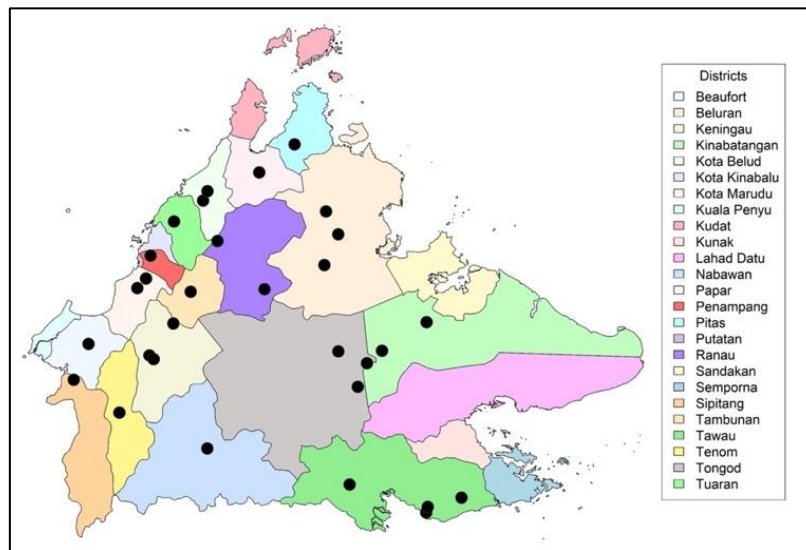 Districts
Beaufort
Beluran
Keningau
Kinabatangan
Kota Belud
Kota Kinabalu
Kota Marudu
Kuala Penyu
Kudat
Kunak
Lahad Datu
Nabawan
Papar
Penampang
Pitas
Putatan
Ranau
Sandakan
Semporna
Sipitang
Tambunan
Tawau
Tenom
Tongod
Tuaran